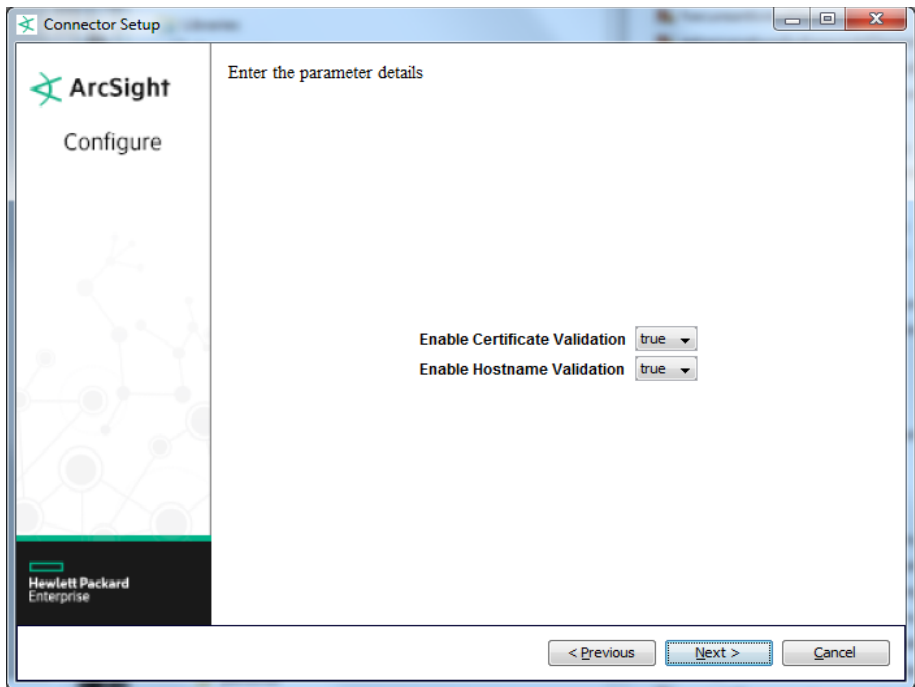 Connector Setup
ArcSight
Configure
Enter the parameter details
Enable Certificate Validation true
Enable Hostname Validation true
Hewlett Packard
Enterprise
< Previous Next > Cancel